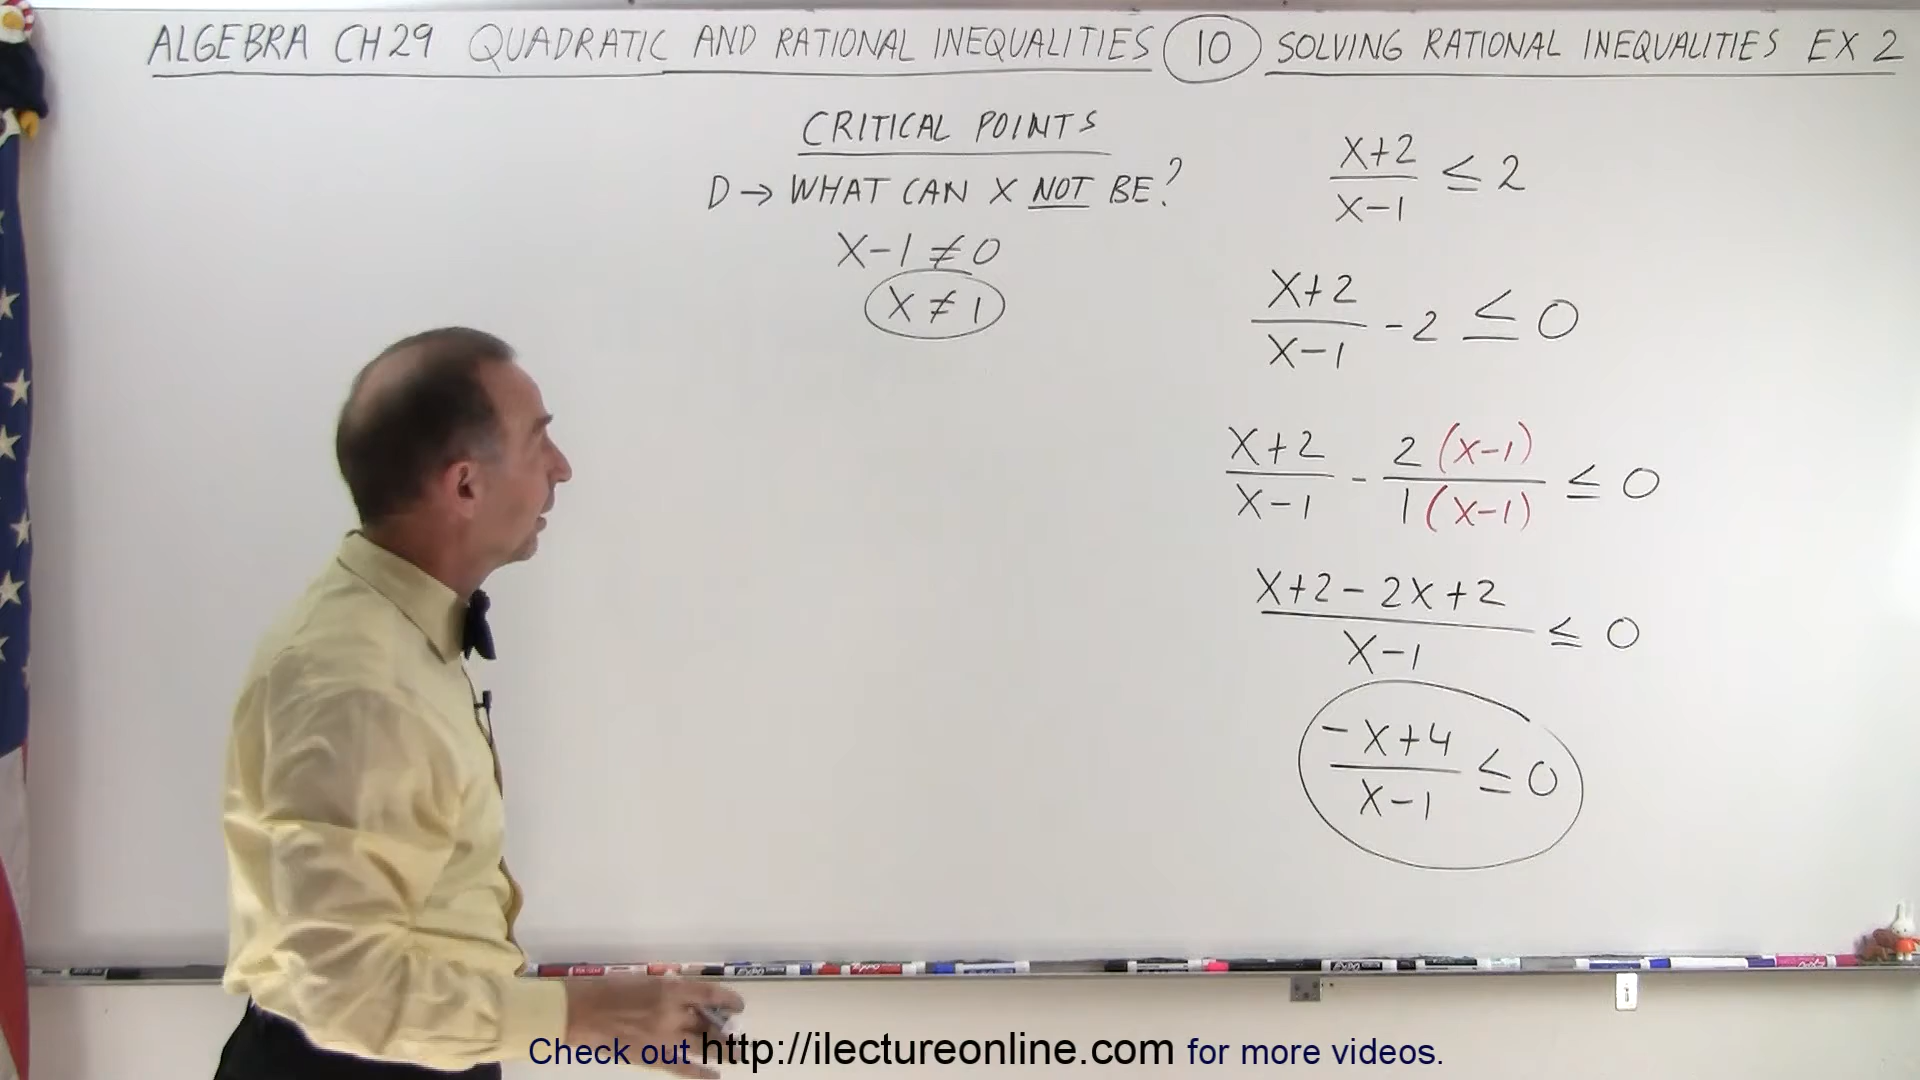 ALGEBRA CH29 QUADRATIC AND RATIONAL INEQUALITIES 10 SOLVING RATIONAL INEQUALITIES EX 2
CRITICAL POINTS
D → WHAT CAN X NOT BE?
X-1 ≠ 0
X ≠ 1
X+2
X-1
≤ 2
X+2
X-1
-2 ≤ 0
X+2
X-1
-
2 (X-1)
1 (X-1)
≤ 0
X+2-2X+2
X-1
≤ 0
-X+4
X-1
≤ 0
EXPO
EXPO
Check out http://ilectureonline.com for more videos.